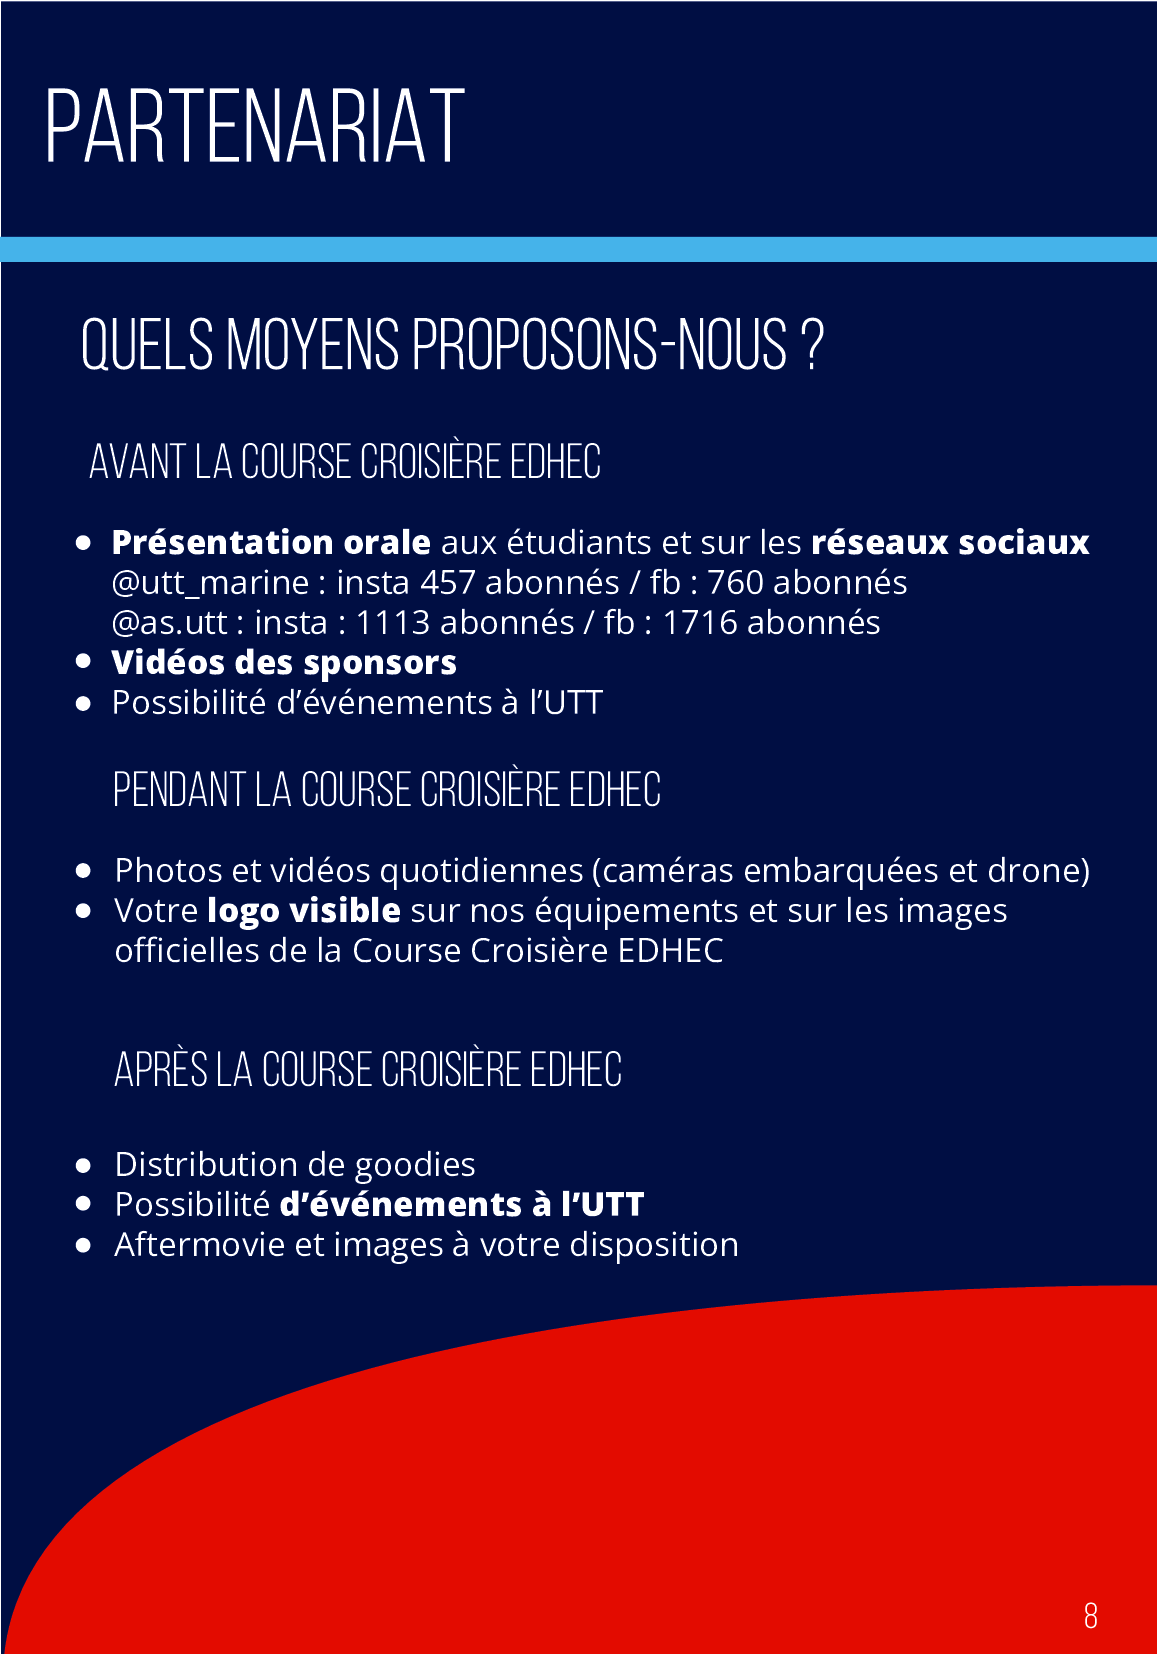 PARTENARIAT
QUELS MOYENS PROPOSONS-NOUS ?
AVANT LA COURSE CROISIÈRE EDHEC
● Présentation orale aux étudiants et sur les réseaux sociaux
@utt_marine : insta 457 abonnés / fb : 760 abonnés
@as.utt : insta : 1113 abonnés / fb : 1716 abonnés
● Vidéos des sponsors
● Possibilité d’événements à l’UTT
PENDANT LA COURSE CROISIÈRE EDHEC
● Photos et vidéos quotidiennes (caméras embarquées et drone)
● Votre logo visible sur nos équipements et sur les images
officielles de la Course Croisière EDHEC
APRÈS LA COURSE CROISIÈRE EDHEC
● Distribution de goodies
● Possibilité d’événements à l’UTT
● Aftermovie et images à votre disposition
8